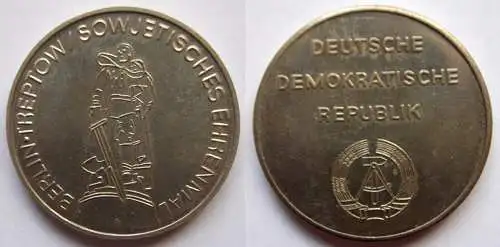 BERLIN-TREPTOW SOWJETISCHES EHRENMAL
DEUTSCHE
DEMOKRATISCHE
REPUBLIK